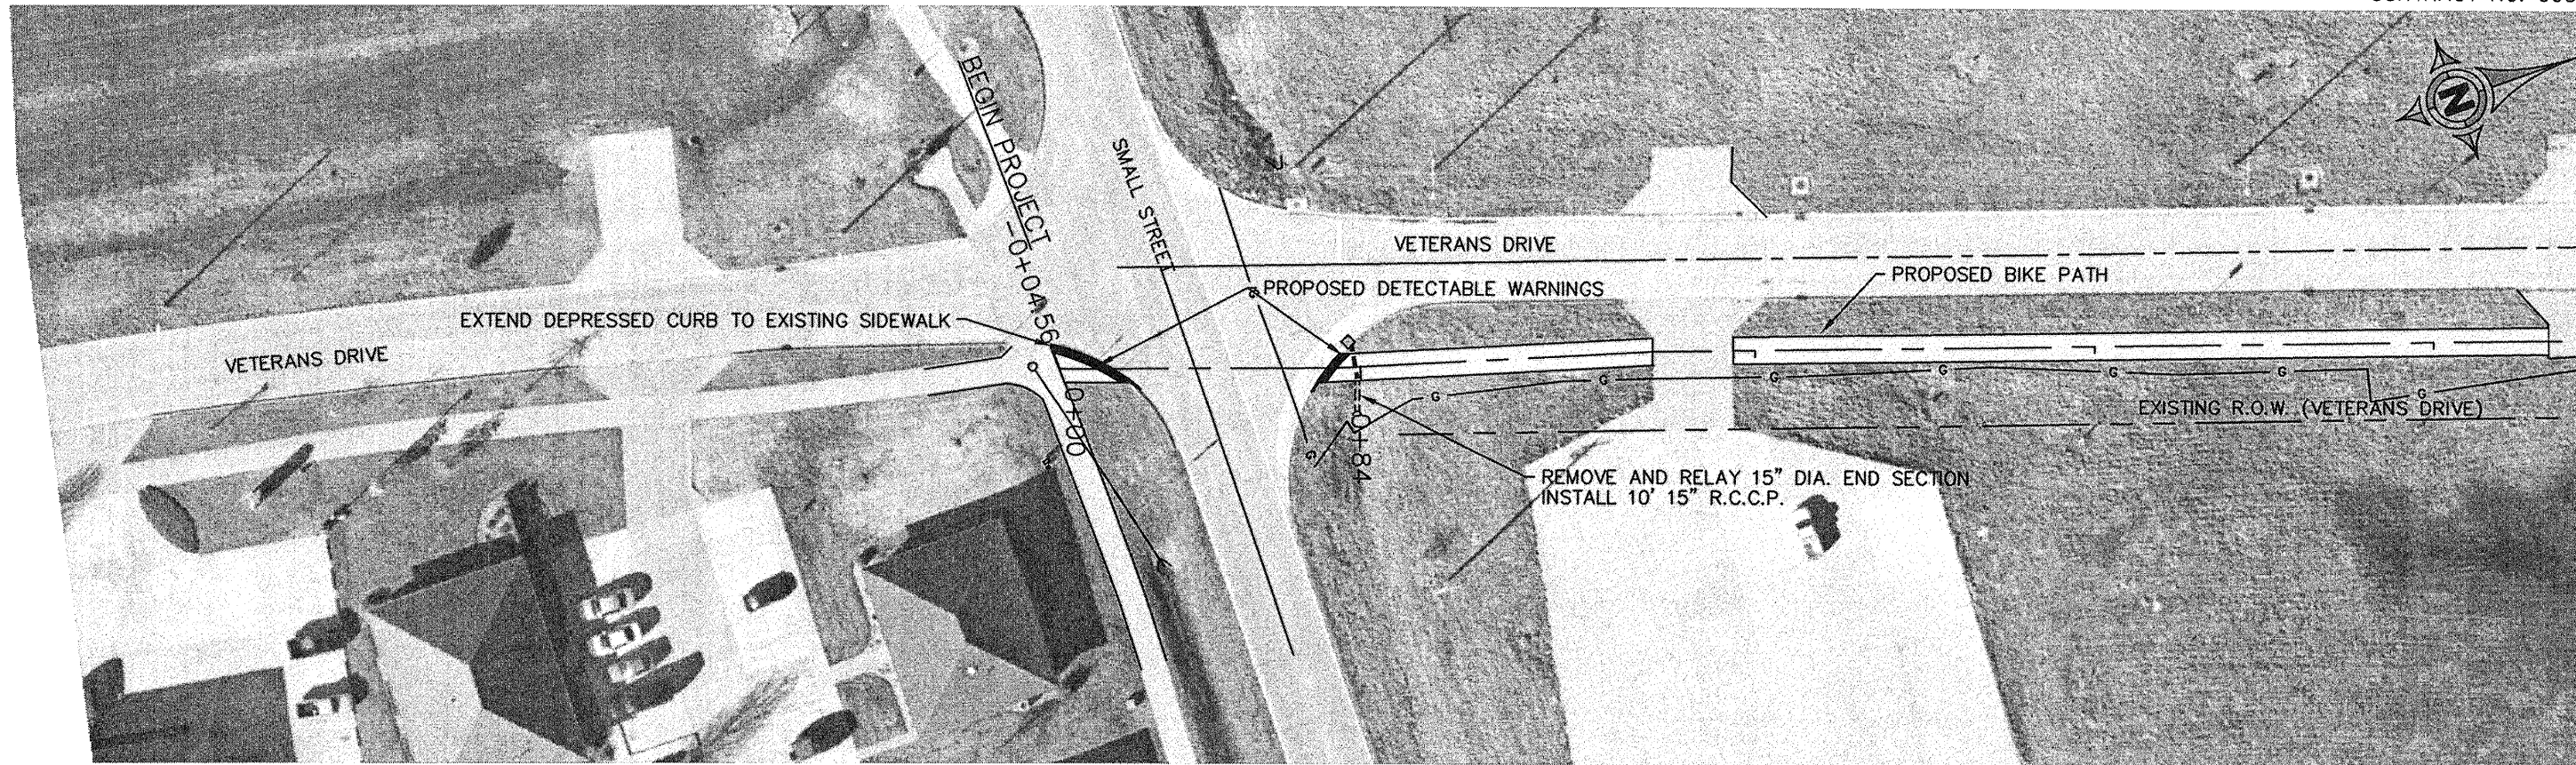 BEGIN PROJECT
-0+04.56
SMALL STREET
VETERANS DRIVE
PROPOSED BIKE PATH
PROPOSED DETECTABLE WARNINGS
EXTEND DEPRESSED CURB TO EXISTING SIDEWALK
VETERANS DRIVE
0+00
0+84
G
G
G
G
G
G
G
G
G
EXISTING R.O.W. (VETERANS DRIVE)
REMOVE AND RELAY 15" DIA. END SECTION
INSTALL 10' 15" R.C.C.P.
N